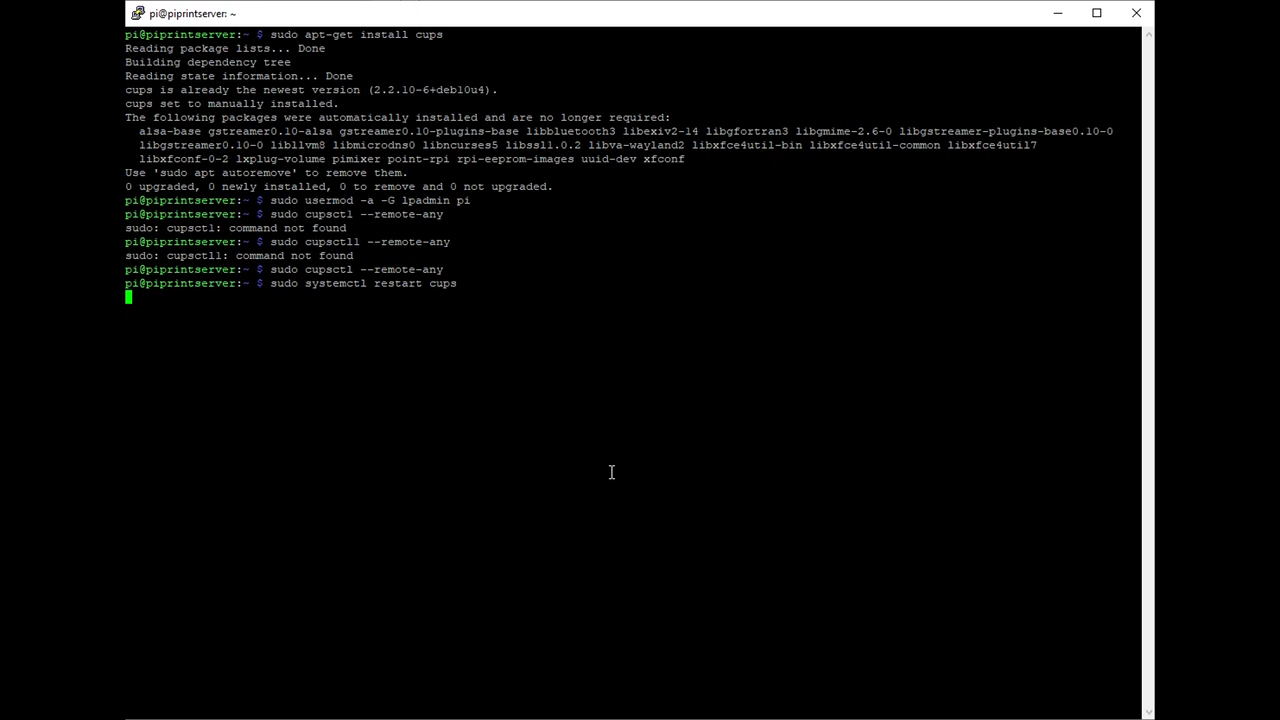 pi@piprintserver: ~
pi@piprintserver:~ $ sudo apt-get install cups
Reading package lists... Done
Building dependency tree
Reading state information... Done
cups is already the newest version (2.2.10-6+deb10u4).
cups set to manually installed.
The following packages were automatically installed and are no longer required:
alsa-base gstreamer0.10-alsa gstreamer0.10-plugins-base libbluetooth3 libexiv2-14 libgfortran3 libgmime-2.6-0 libgstreamer-plugins-base0.10-0
libgstreamer0.10-0 libllvm8 libmicrodns0 libncurses5 libssl1.0.2 libva-wayland2 libxfce4util-bin libxfce4util-common libxfce4util7
libxfconf-0-2 lxplug-volume pimixer point-rpi rpi-eeprom-images uuid-dev xfconf
Use 'sudo apt autoremove' to remove them.
0 upgraded, 0 newly installed, 0 to remove and 0 not upgraded.
pi@piprintserver:~ $ sudo usermod -a -G lpadmin pi
pi@piprintserver:~ $ sudo cupsct1 --remote-any
sudo: cupsct1: command not found
pi@piprintserver:~ $ sudo cupsctl1 --remote-any
sudo: cupsctl1: command not found
pi@piprintserver:~ $ sudo cupsctl --remote-any
pi@piprintserver:~ $ sudo systemctl restart cups